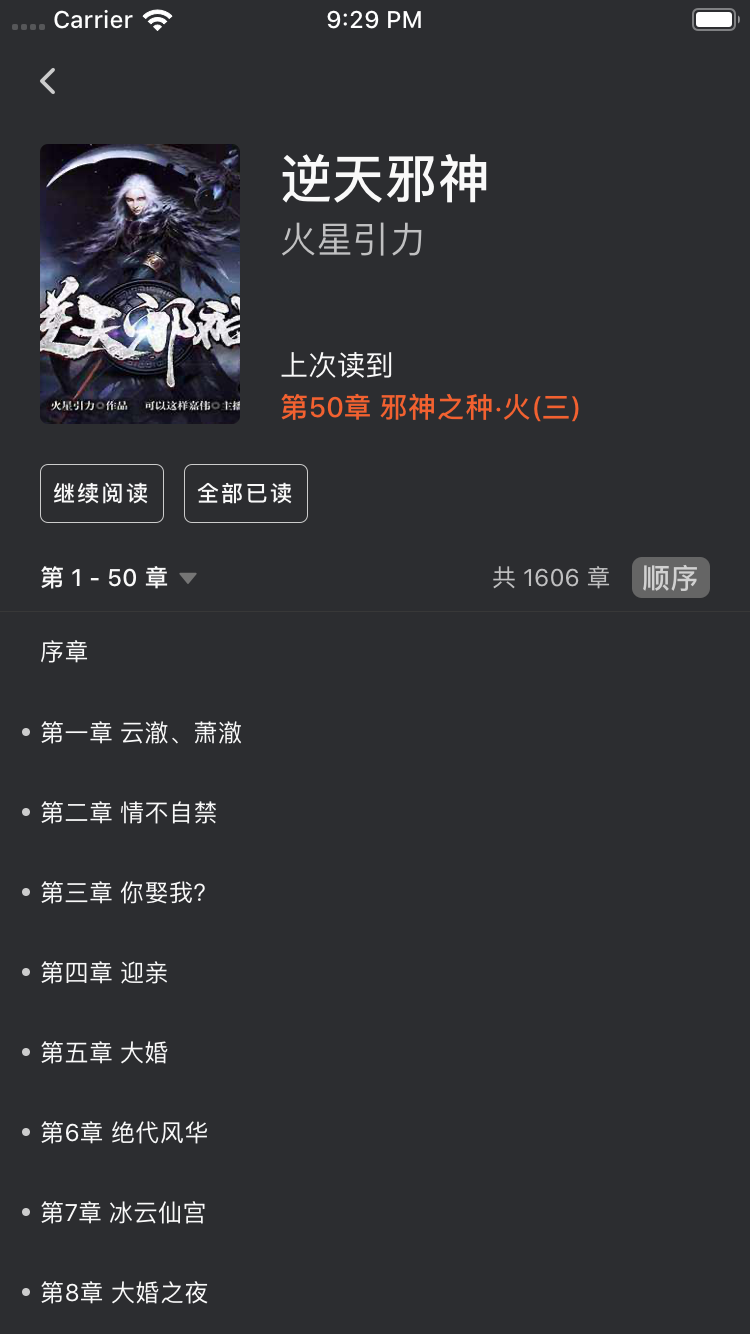 Carrier 9:29 PM
逆天邪神
火星引力
逆天邪神
火星引力◎作品 可以这样嘉伟◎主播
上次读到
第50章 邪神之种·火(三)
继续阅读 全部已读
第 1 - 50 章 共 1606 章 顺序
序章
第一章 云澈、萧澈
第二章 情不自禁
第三章 你娶我?
第四章 迎亲
第五章 大婚
第6章 绝代风华
第7章 冰云仙宫
第8章 大婚之夜